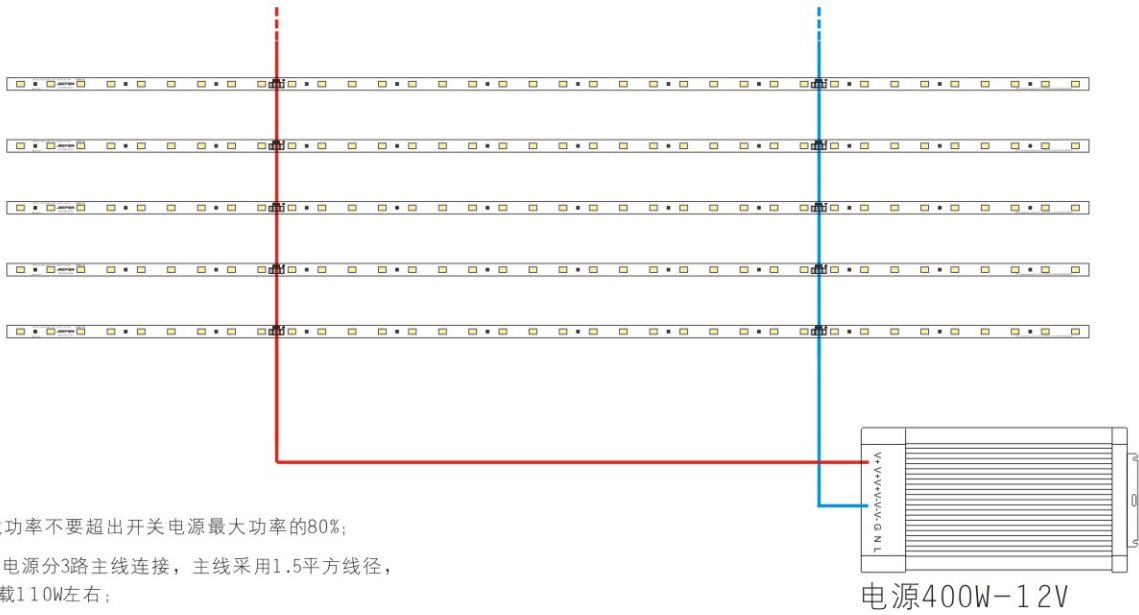 V+V+V+V-V-V- G N L
功率不要超出开关电源最大功率的80%;
电源分3路主线连接，主线采用1.5平方线径，
载110W左右;
电源400W-12V